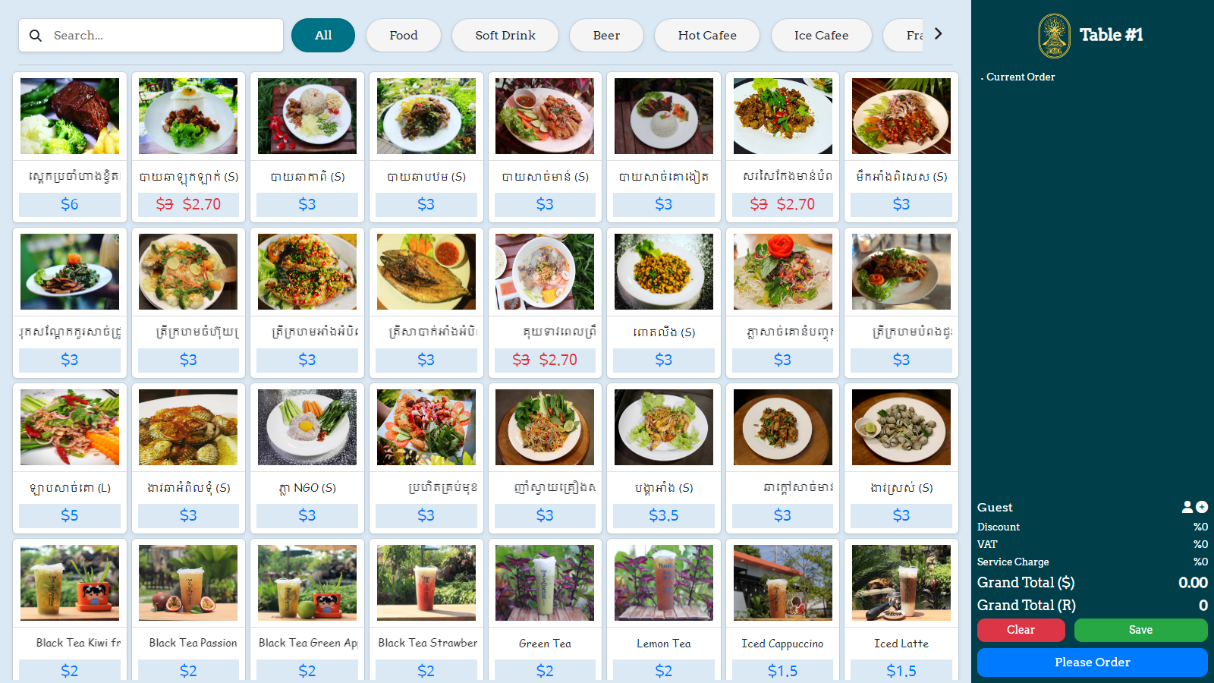 Search...
All
Food
Soft Drink
Beer
Hot Cafee
Ice Cafee
Fra
Table #1
. Current Order
ស្តេកប្រចាំហាងខ្ទិត
បាយឆាឡុកឡាក់ (S)
បាយឆាកាពិ (S)
បាយឆាបឋម (S)
បាយសាច់មាន់ (S)
បាយសាច់គោងៀត
សរសៃកែងមាន់បំព
មឹកអាំងពិសេស (S)
$6
$3 $2.70
$3
$3
$3
$3
$3 $2.70
$3
ត្រីក្រហមចំហ៊ុយ
ត្រីក្រហមអាំងអំបិ
ត្រីសាបាក់អាំងអំបិ
គុយទាវពេលព្រឹ
ពោតលីង (S)
ភ្លាសាច់គោនំបញ្ចុក
ត្រីក្រហមបំពងជូ
$3
$3
$3
$3
$3 $2.70
$3
$3
$3
ឡាបសាច់គោ (L)
ងាវឆាអំពិលទុំ (S)
ភ្លា NGO (S)
ប្រហិតគ្រប់មុខ
ញាំស្វាយគ្រឿងស
បង្គាអាំង (S)
ឆាក្តៅសាច់មាន
ងាវស្រស់ (S)
$5
$3
$3
$3
$3
$3.5
$3
$3
Black Tea Kiwi fr
Black Tea Passion
Black Tea Green Ap
Black Tea Strawber
Green Tea
Lemon Tea
Iced Cappuccino
Iced Latte
$2
$2
$2
$2
$2
$2
$1.5
$1.5
Guest
Discount %0
VAT %0
Service Charge %0
Grand Total ($) 0.00
Grand Total (R) 0
Clear
Save
Please Order